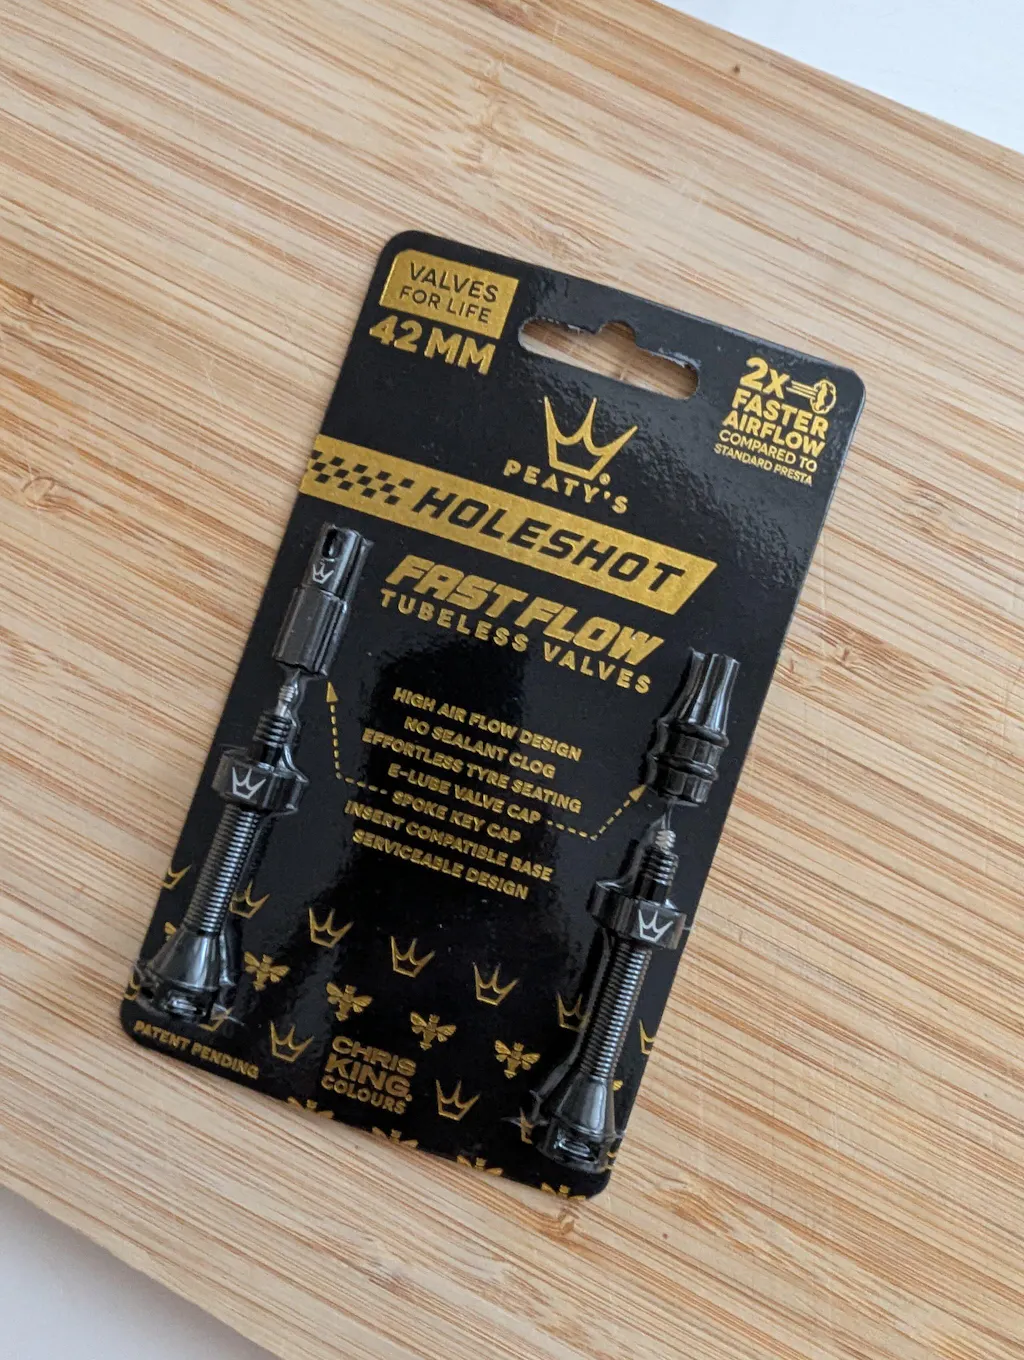 VALVES
FOR LIFE
42MM
2X
FASTER
AIRFLOW
COMPARED TO
STANDARD PRESTA
PEATY'S
®
HOLESHOT
FAST FLOW
TUBELESS VALVES
HIGH AIR FLOW DESIGN
NO SEALANT CLOG
EFFORTLESS TYRE SEATING
E-LUBE VALVE CAP
SPOKE KEY CAP
INSERT COMPATIBLE BASE
SERVICEABLE DESIGN
PATENT PENDING
CHRIS
KING.
COLOURS